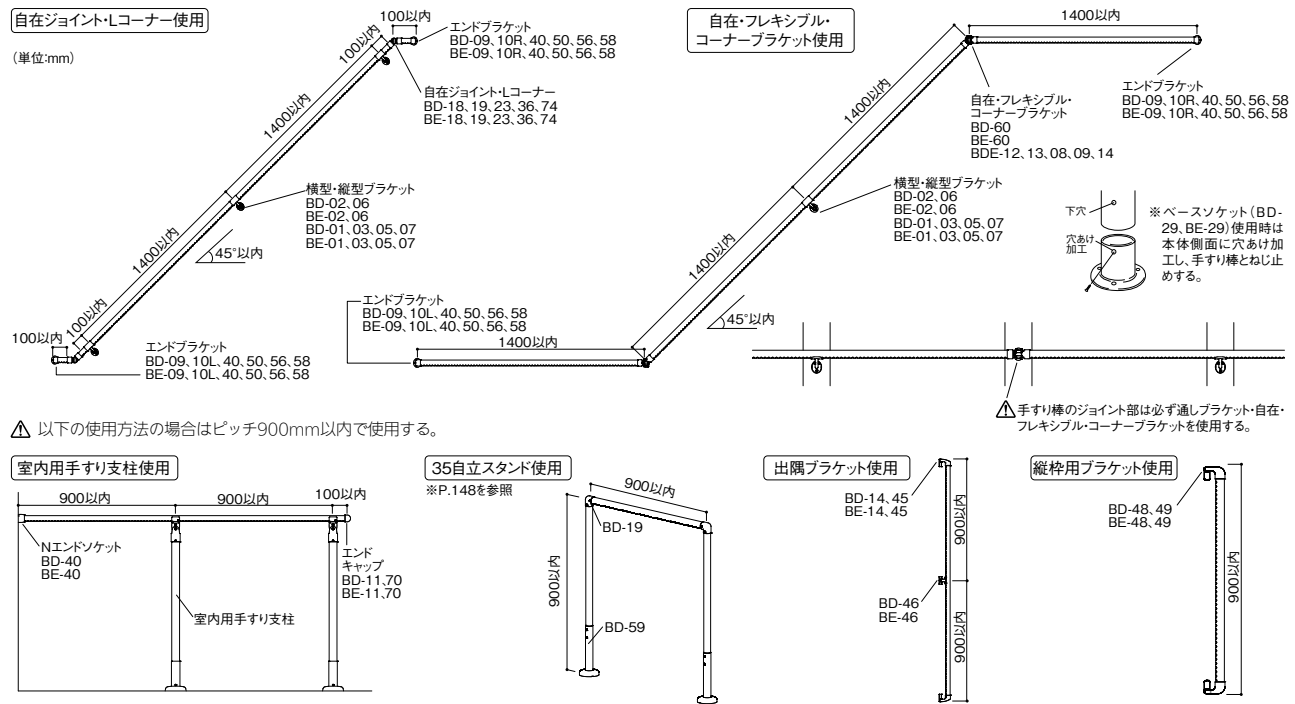 自在ジョイント・Lコーナー使用
(単位:mm)
100以内
エンドブラケット
BD-09、10R、40、50、56、58
BE-09、10R、40、50、56、58
100以内
自在ジョイント・Lコーナー
BD-18、19、23、36、74
BE-18、19、23、36、74
1400以内
横型・縦型ブラケット
BD-02、06
BE-02、06
BD-01、03、05、07
BE-01、03、05、07
1400以内
45°以内
100以内
100以内
エンドブラケット
BD-09、10L、40、50、56、58
BE-09、10L、40、50、56、58
自在・フレキシブル・
コーナーブラケット使用
1400以内
エンドブラケット
BD-09、10R、40、50、56、58
BE-09、10R、40、50、56、58
自在・フレキシブル・
コーナーブラケット
BD-60
BE-60
BDE-12、13、08、09、14
1400以内
横型・縦型ブラケット
BD-02、06
BE-02、06
BD-01、03、05、07
BE-01、03、05、07
1400以内
45°以内
エンドブラケット
BD-09、10L、40、50、56、58
BE-09、10L、40、50、56、58
1400以内
下穴
穴あけ
加工
※ベースソケット(BD-
29、BE-29)使用時は
本体側面に穴あけ加
工し、手すり棒とねじ止
めする。
手すり棒のジョイント部は必ず通しブラケット・自在・
フレキシブル・コーナーブラケットを使用する。
以下の使用方法の場合はピッチ900mm以内で使用する。
室内用手すり支柱使用
900以内
900以内
100以内
Nエンドソケット
BD-40
BE-40
エンド
キャップ
BD-11、70
BE-11、70
室内用手すり支柱
35自立スタンド使用
※P.148を参照
900以内
BD-19
900以内
BD-59
出隅ブラケット使用
BD-14、45
BE-14、45
900以内
BD-46
BE-46
900以内
縦枠用ブラケット使用
BD-48、49
BE-48、49
900以内